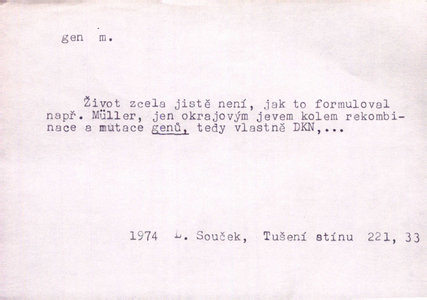 gen m.
Život zcela jistě není, jak to formuloval
např. Müller, jen okrajovým jevem kolem rekombi-
nace a mutace genů, tedy vlastně DKN,...
1974 L. Souček, Tušení stínu 221, 33